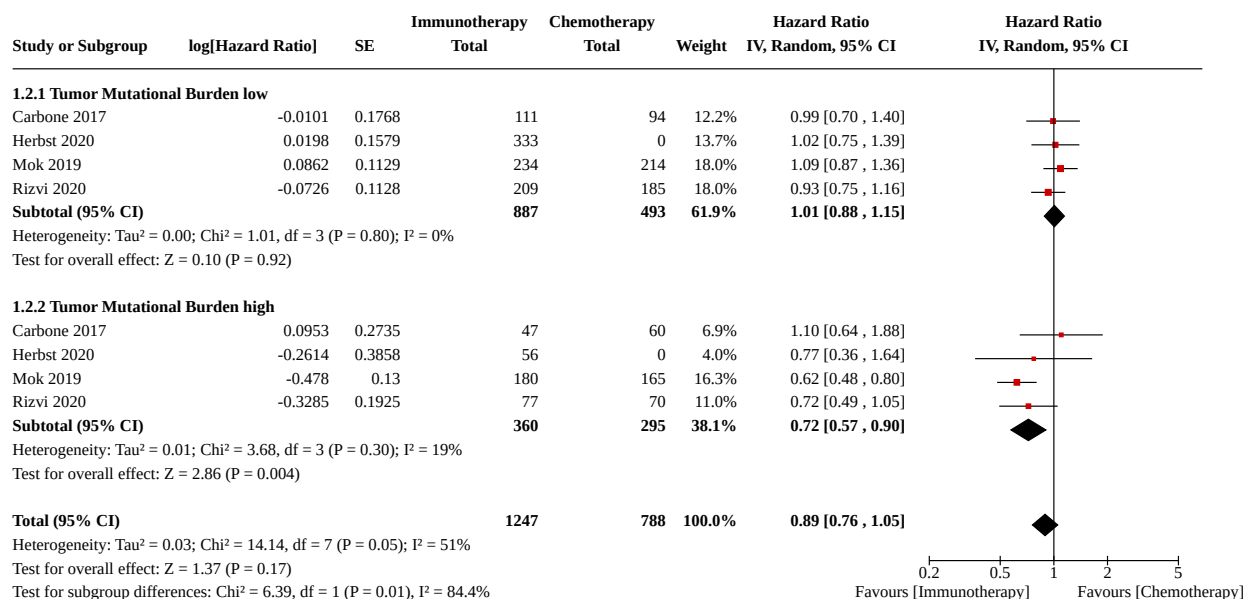 Immunotherapy Chemotherapy Hazard Ratio Hazard Ratio
Study or Subgroup log[Hazard Ratio] SE Total Total Weight IV, Random, 95% CI IV, Random, 95% CI
1.2.1 Tumor Mutational Burden low
Carbone 2017 -0.0101 0.1768 111 94 12.2% 0.99 [0.70 , 1.40]
Herbst 2020 0.0198 0.1579 333 0 13.7% 1.02 [0.75 , 1.39]
Mok 2019 0.0862 0.1129 234 214 18.0% 1.09 [0.87 , 1.36]
Rizvi 2020 -0.0726 0.1128 209 185 18.0% 0.93 [0.75 , 1.16]
Subtotal (95% CI) 887 493 61.9% 1.01 [0.88 , 1.15]
Heterogeneity: Tau² = 0.00; Chi² = 1.01, df = 3 (P = 0.80); I² = 0%
Test for overall effect: Z = 0.10 (P = 0.92)
1.2.2 Tumor Mutational Burden high
Carbone 2017 0.0953 0.2735 47 60 6.9% 1.10 [0.64 , 1.88]
Herbst 2020 -0.2614 0.3858 56 0 4.0% 0.77 [0.36 , 1.64]
Mok 2019 -0.478 0.13 180 165 16.3% 0.62 [0.48 , 0.80]
Rizvi 2020 -0.3285 0.1925 77 70 11.0% 0.72 [0.49 , 1.05]
Subtotal (95% CI) 360 295 38.1% 0.72 [0.57 , 0.90]
Heterogeneity: Tau² = 0.01; Chi² = 3.68, df = 3 (P = 0.30); I² = 19%
Test for overall effect: Z = 2.86 (P = 0.004)
Total (95% CI) 1247 788 100.0% 0.89 [0.76 , 1.05]
Heterogeneity: Tau² = 0.03; Chi² = 14.14, df = 7 (P = 0.05); I² = 51%
Test for overall effect: Z = 1.37 (P = 0.17) 0.2 0.5 1 2 5
Test for subgroup differences: Chi² = 6.39, df = 1 (P = 0.01), I² = 84.4% Favours [Immunotherapy] Favours [Chemotherapy]